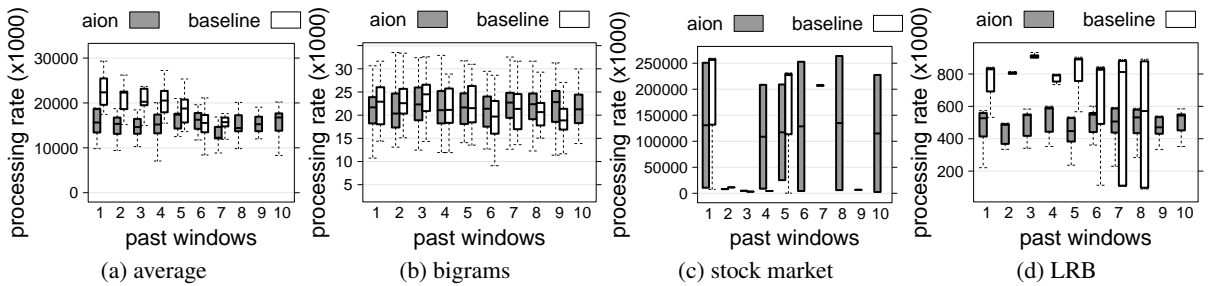 aion baseline
processing rate (x1000)
30000
20000
10000
0
1 2 3 4 5 6 7 8 9 10
past windows
(a) average
aion baseline
processing rate (x1000)
35
30
25
20
15
10
5
1 2 3 4 5 6 7 8 9 10
past windows
(b) bigrams
aion baseline
processing rate (x1000)
250000
200000
150000
100000
50000
0
1 2 3 4 5 6 7 8 9 10
past windows
(c) stock market
aion baseline
processing rate (x1000)
800
600
400
200
1 2 3 4 5 6 7 8 9 10
past windows
(d) LRB